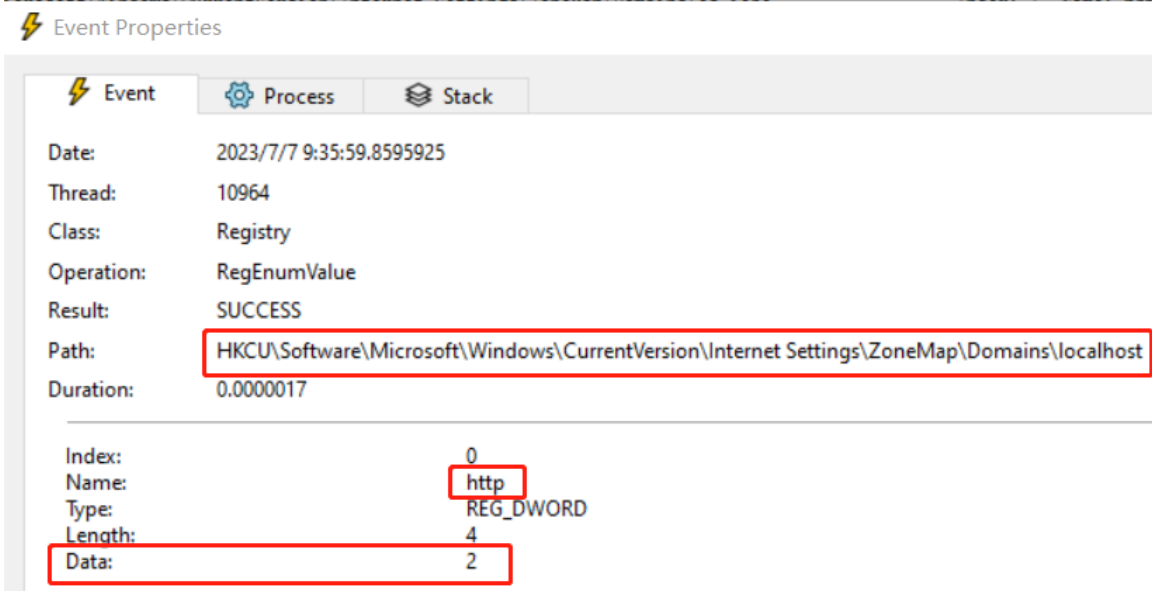 Event Properties
Event Process Stack
Date: 2023/7/7 9:35:59.8595925
Thread: 10964
Class: Registry
Operation: RegEnumValue
Result: SUCCESS
Path: HKCU\Software\Microsoft\Windows\CurrentVersion\Internet Settings\ZoneMap\Domains\localhost
Duration: 0.0000017
Index: 0
Name: http
Type: REG_DWORD
Length: 4
Data: 2